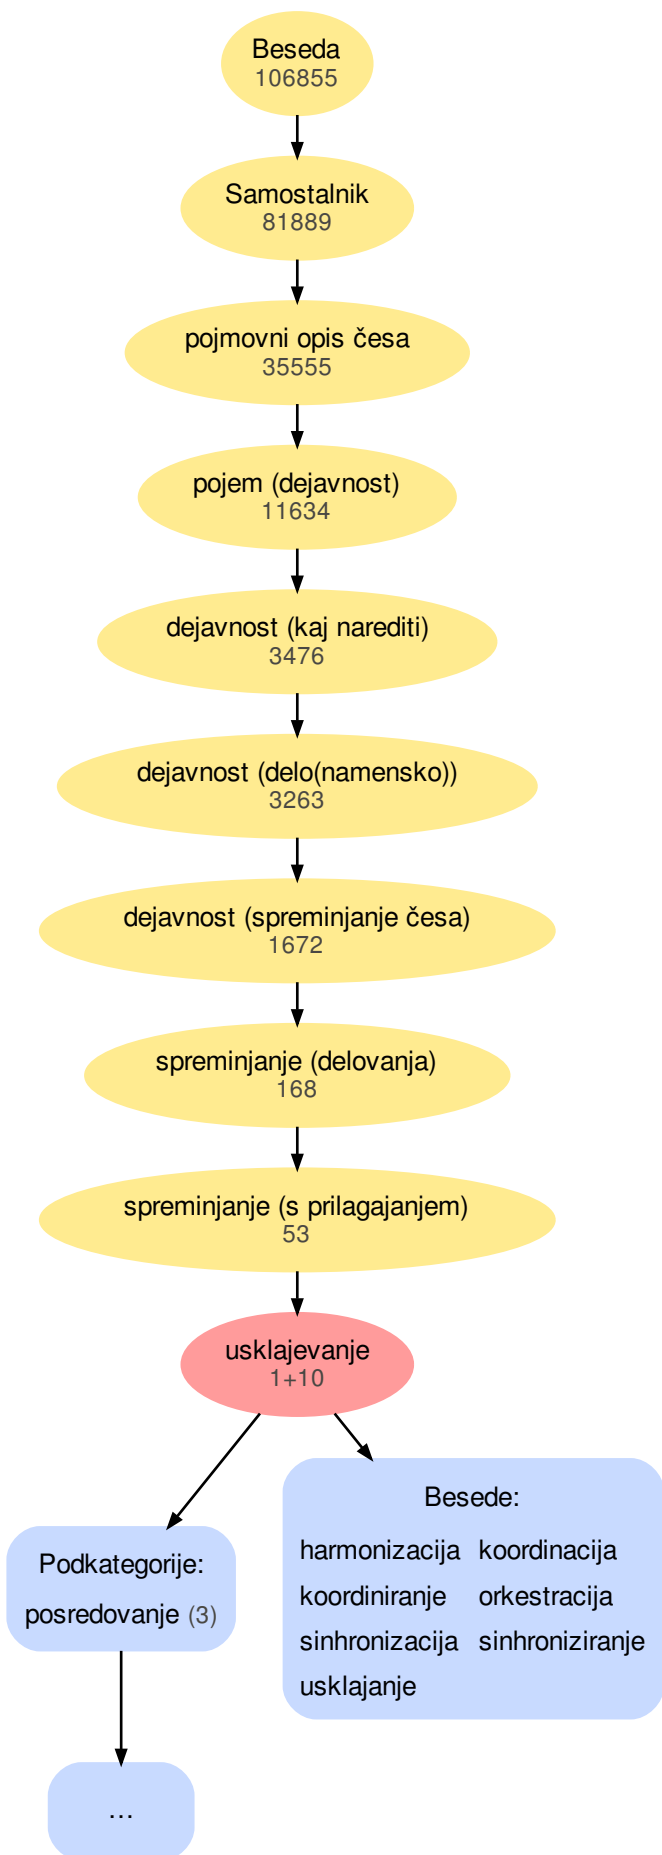 Beseda
106855
Samostalnik
81889
pojmovni opis česa
35555
pojem (dejavnost)
11634
dejavnost (kaj narediti)
3476
dejavnost (delo(namensko))
3263
dejavnost (spreminjanje česa)
1672
spreminjanje (delovanja)
168
spreminjanje (s prilagajanjem)
53
usklajevanje
1+10
Podkategorije:
posredovanje (3)
...
Besede:
harmonizacija koordinacija
koordiniranje orkestracija
sinhronizacija sinhroniziranje
usklajanje